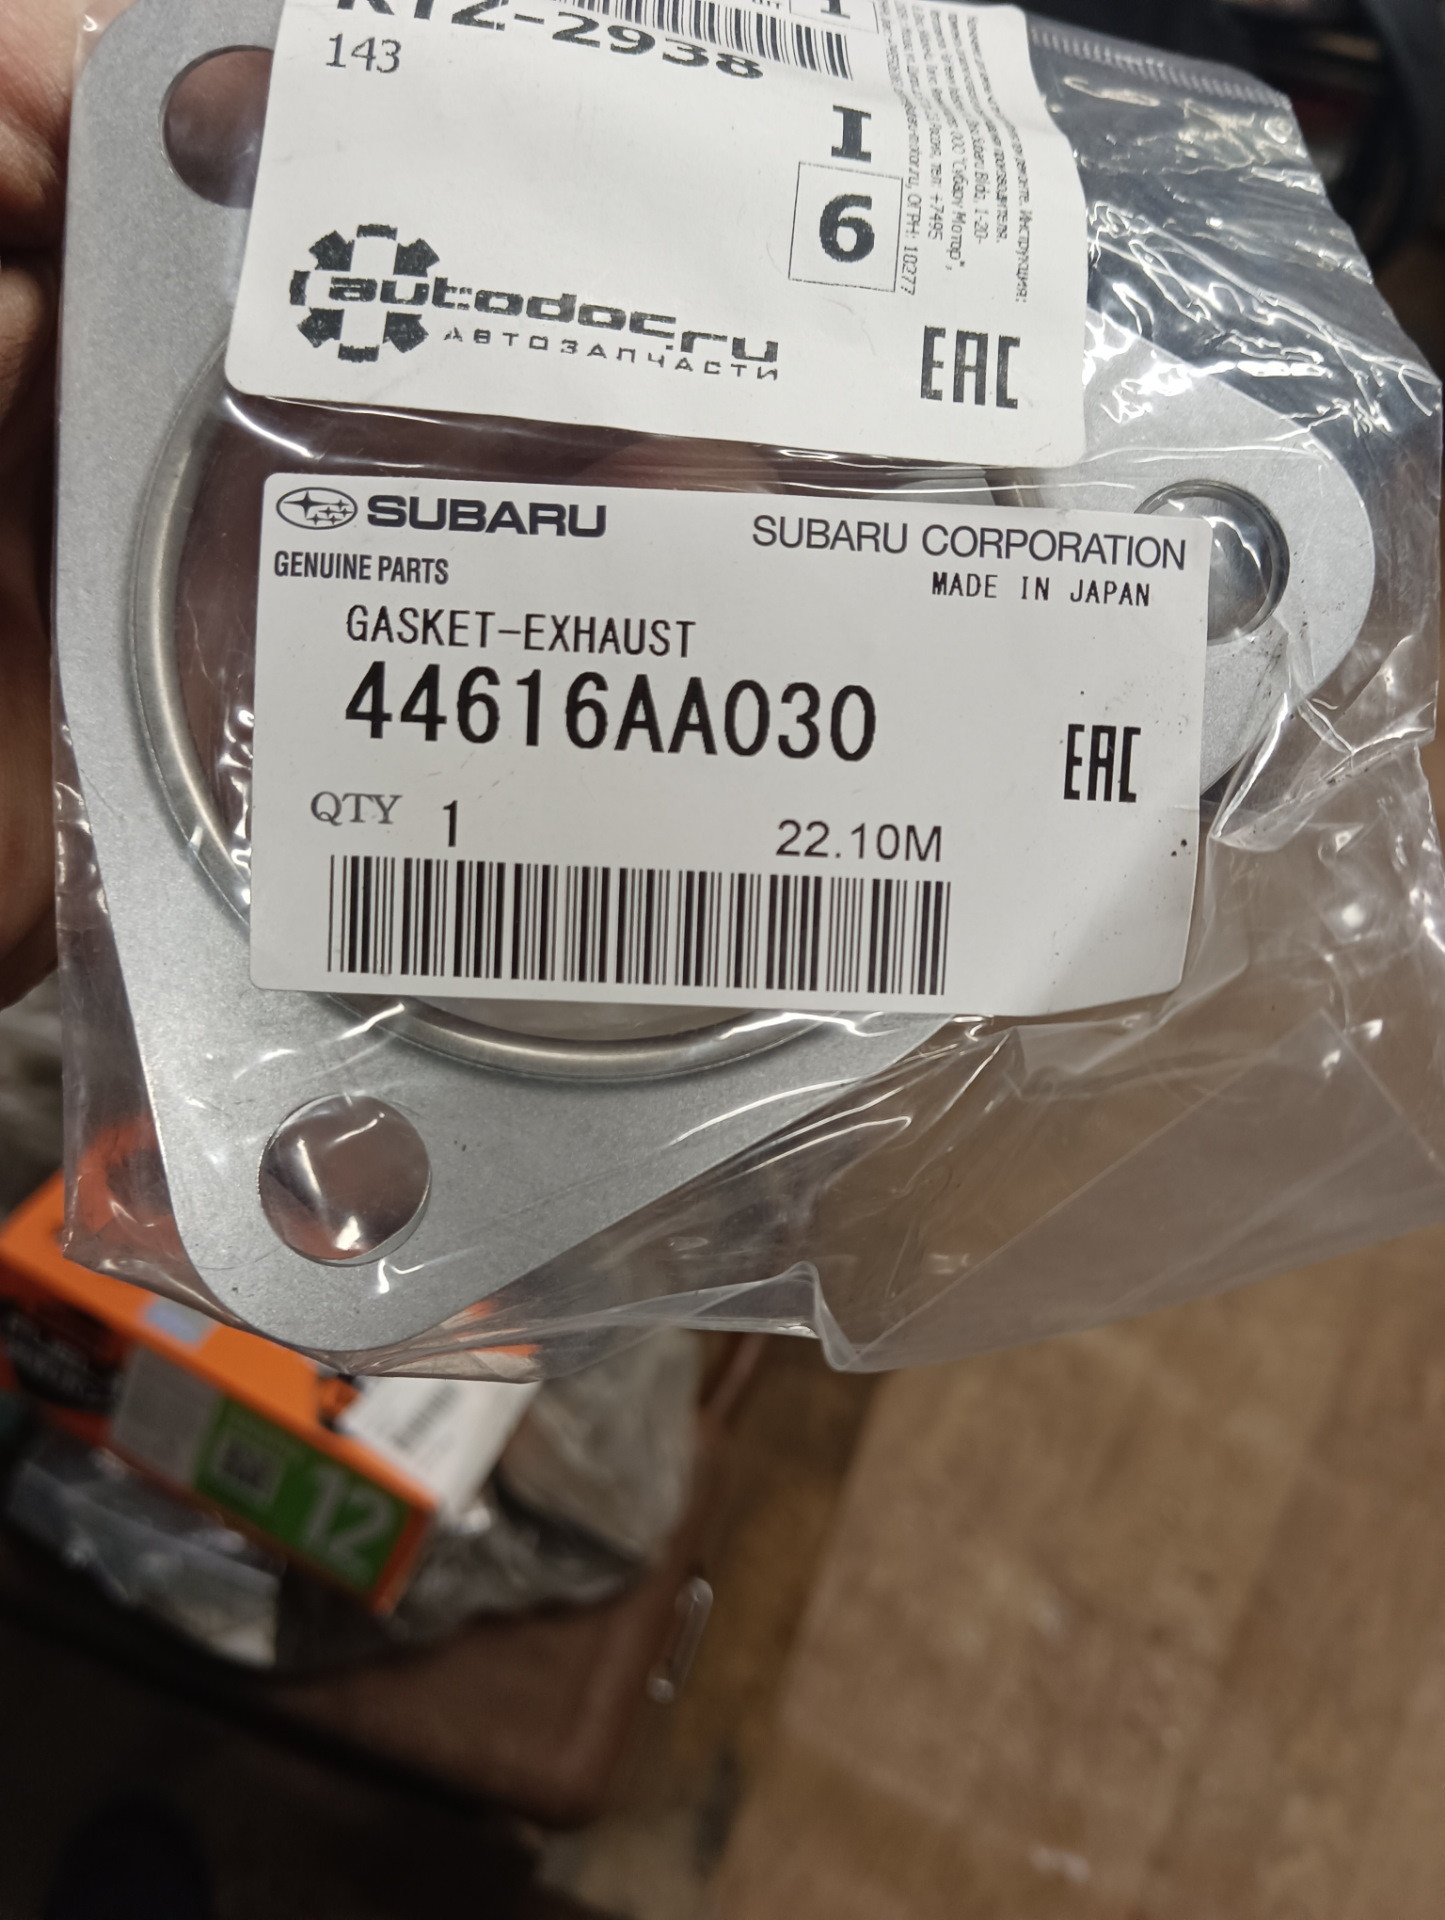 -2938
143
I
6
autodoc.ru
АВТОЗАПЧАСТИ
EAC
SUBARU
GENUINE PARTS
SUBARU CORPORATION
MADE IN JAPAN
GASKET-EXHAUST
44616AA030
QTY 1
22.10M
EAC
12